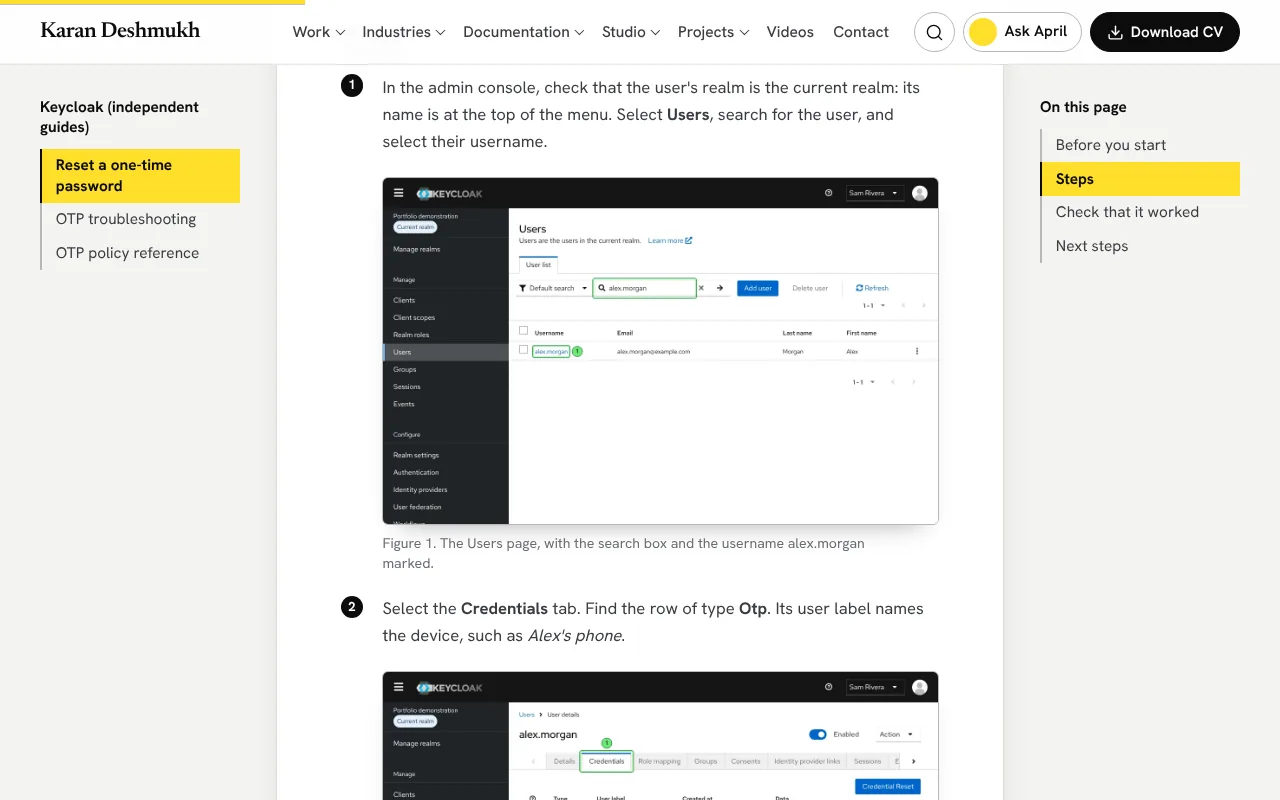 Karan Deshmukh
Work Industries Documentation Studio Projects Videos Contact Ask April Download CV
Keycloak (independent
guides)
Reset a one-time
password
OTP troubleshooting
OTP policy reference
1 In the admin console, check that the user's realm is the current realm: its
name is at the top of the menu. Select Users, search for the user, and
select their username.
KEYCLOAK Sam Rivera
Portfolio demonstration
Current realm
Manage realms
Manage
Clients
Client scopes
Realm roles
Users
Groups
Sessions
Events
Configure
Realm settings
Authentication
Identity providers
User federation
Users
Users are the users in the current realm. Learn more
User list
Default search alex.morgan Add user Delete user Refresh
1-1
Username Email Last name First name
alex.morgan 1 alex.morgan@example.com Morgan Alex
1-1
Figure 1. The Users page, with the search box and the username alex.morgan
marked.
2 Select the Credentials tab. Find the row of type Otp. Its user label names
the device, such as Alex's phone.
KEYCLOAK Sam Rivera
Portfolio demonstration
Current realm
Manage realms
Manage
Clients
Users User details
alex.morgan Enabled Action
1
Details Credentials Role mapping Groups Consents Identity provider links Sessions
Credential Reset
Type User label Created at Data
On this page
Before you start
Steps
Check that it worked
Next steps